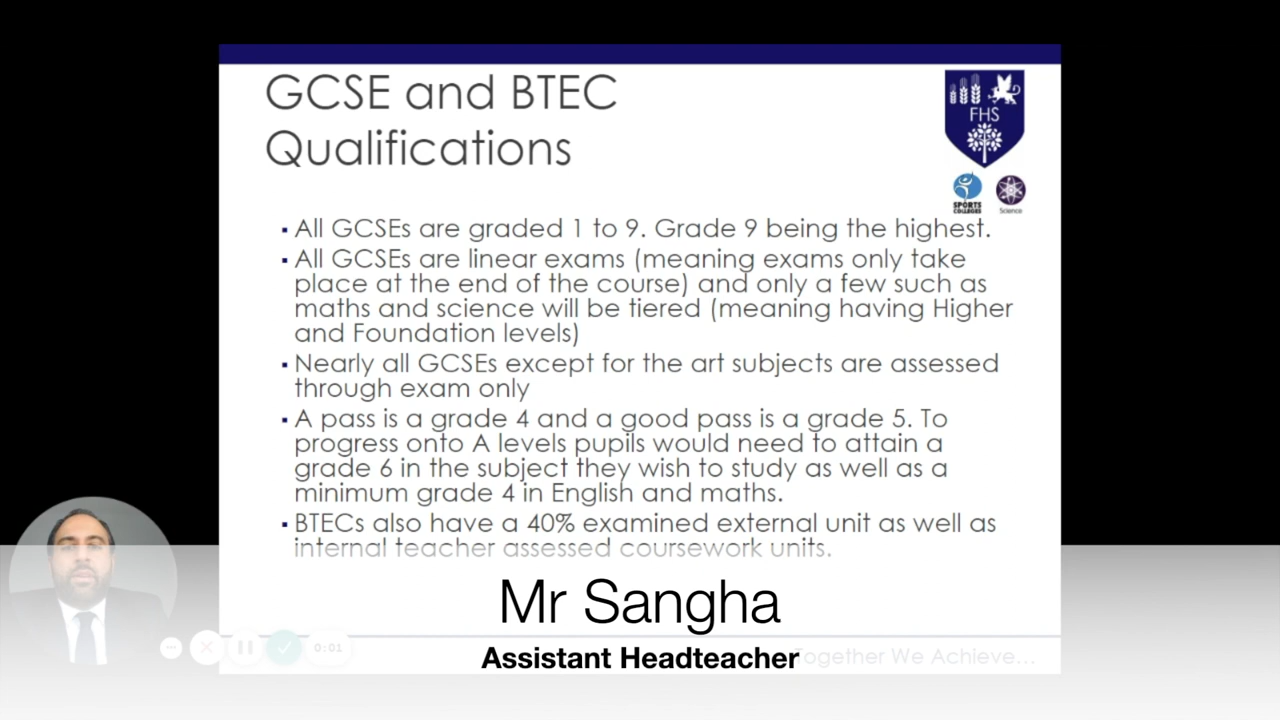 GCSE and BTEC
Qualifications
FHS
SPORTS
COLLEGES
Science
▪ All GCSEs are graded 1 to 9. Grade 9 being the highest.
▪ All GCSEs are linear exams (meaning exams only take
place at the end of the course) and only a few such as
maths and science will be tiered (meaning having Higher
and Foundation levels)
▪ Nearly all GCSEs except for the art subjects are assessed
through exam only
▪ A pass is a grade 4 and a good pass is a grade 5. To
progress onto A levels pupils would need to attain a
grade 6 in the subject they wish to study as well as a
minimum grade 4 in English and maths.
▪ BTECs also have a 40% examined external unit as well as
internal teacher assessed coursework units.
Mr Sangha
0:01
Assistant Headteacher
Together We Achieve...